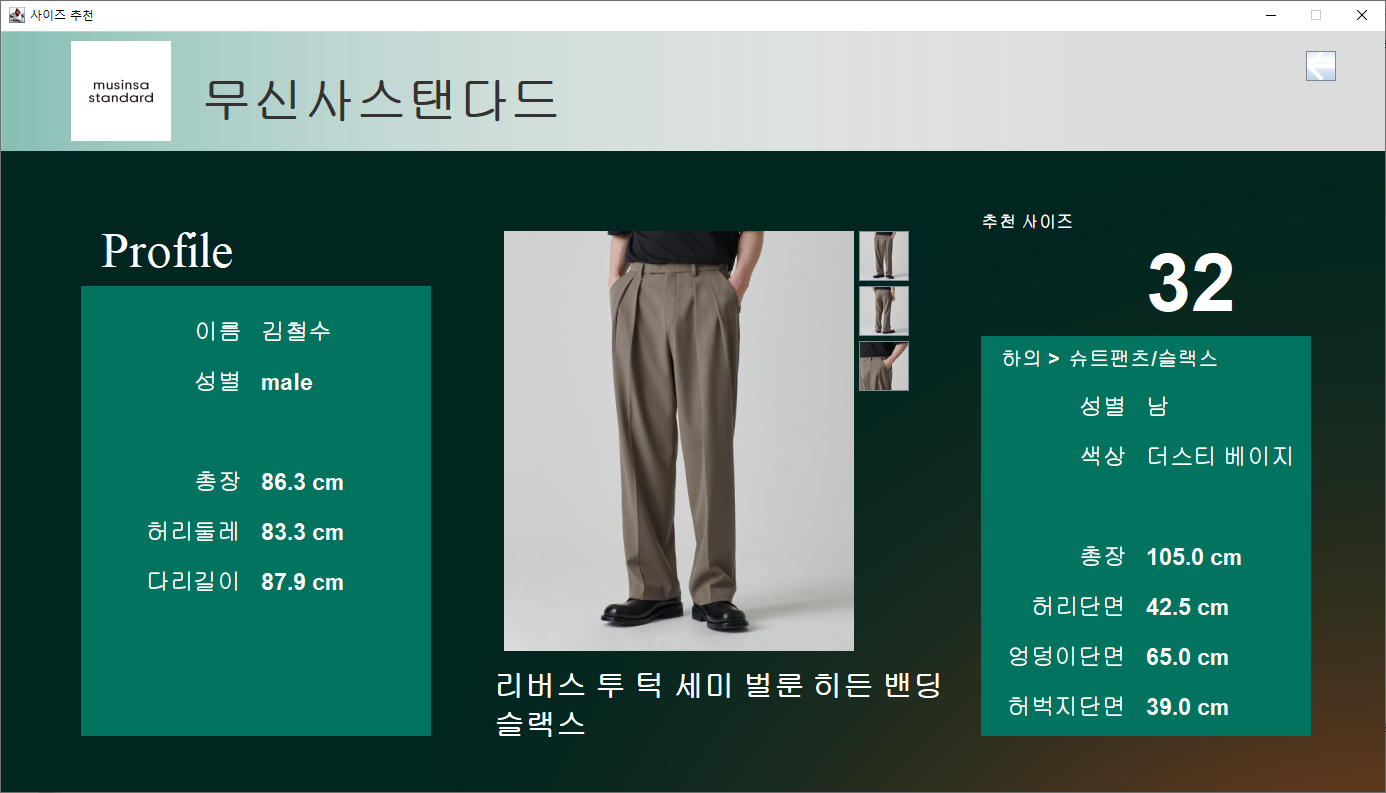 사이즈 추천
musinsa
standard
무신사스탠다드
Profile
이름 김철수
성별 male
총장 86.3 cm
허리둘레 83.3 cm
다리길이 87.9 cm
리버스 투 턱 세미 벌룬 히든 밴딩
슬랙스
추천 사이즈
32
하의 > 슈트팬츠/슬랙스
성별 남
색상 더스티 베이지
총장 105.0 cm
허리단면 42.5 cm
엉덩이단면 65.0 cm
허벅지단면 39.0 cm